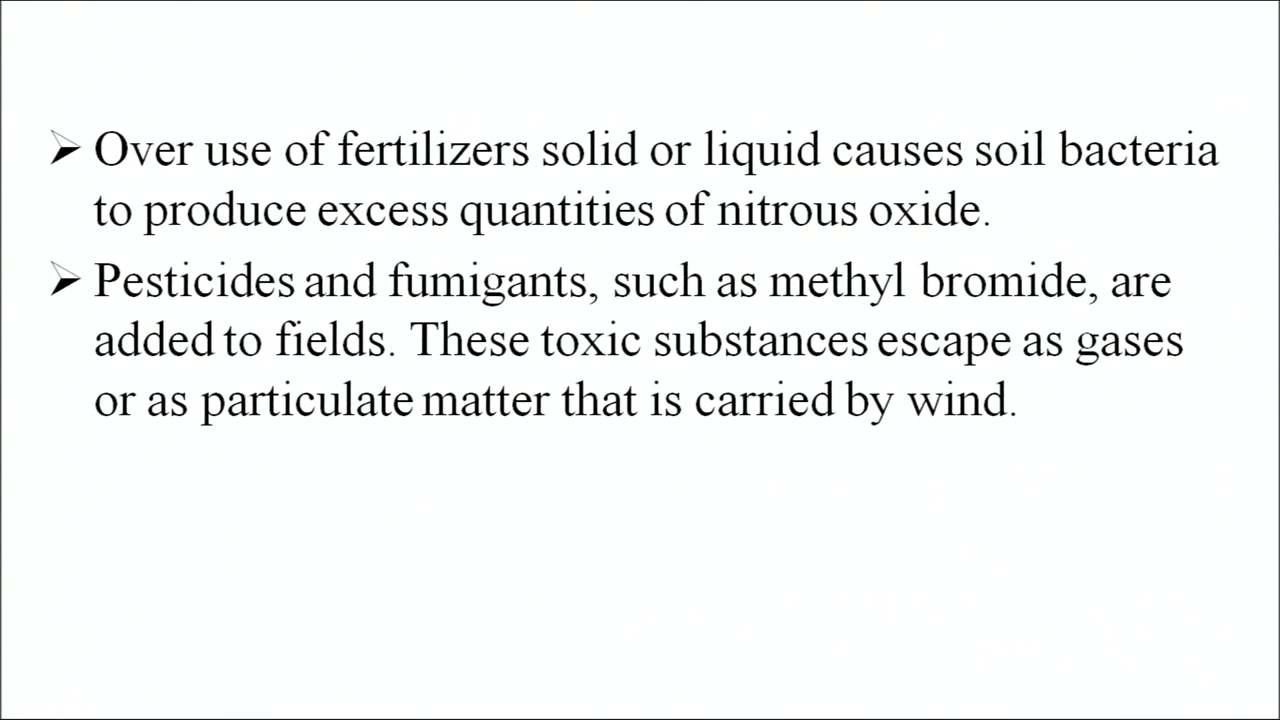 ➢ Over use of fertilizers solid or liquid causes soil bacteria
to produce excess quantities of nitrous oxide.
➢ Pesticides and fumigants, such as methyl bromide, are
added to fields. These toxic substances escape as gases
or as particulate matter that is carried by wind.